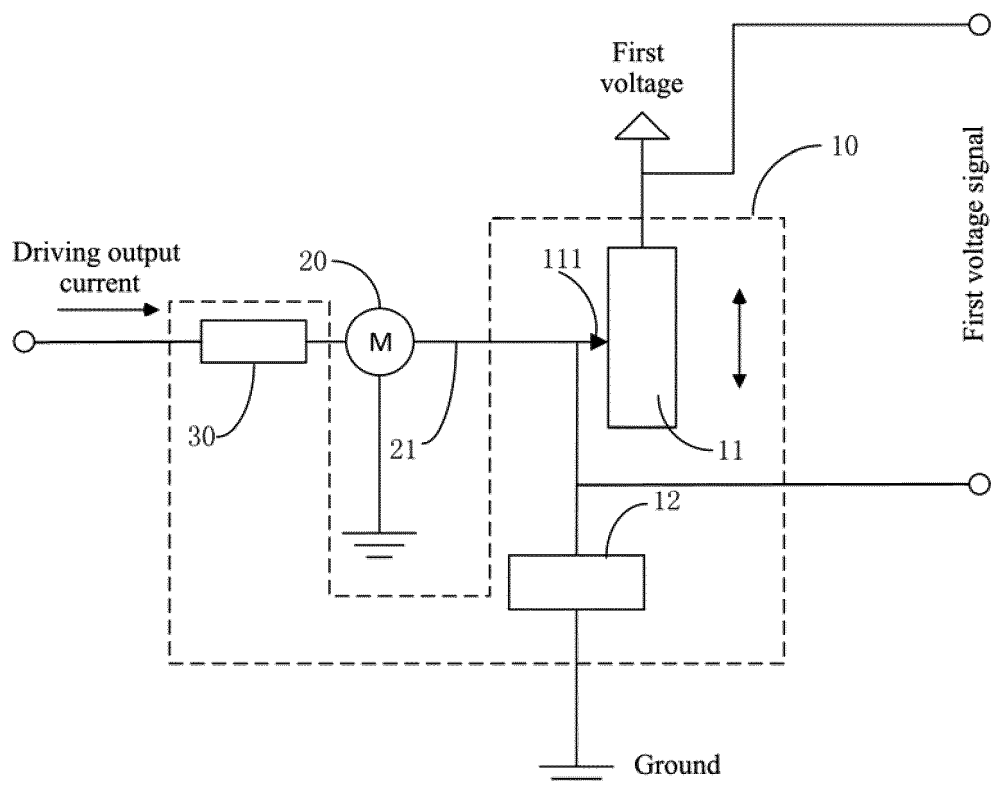 First
voltage
10
First voltage signal
Driving output
current
20
111
M
30
21
11
12
Ground